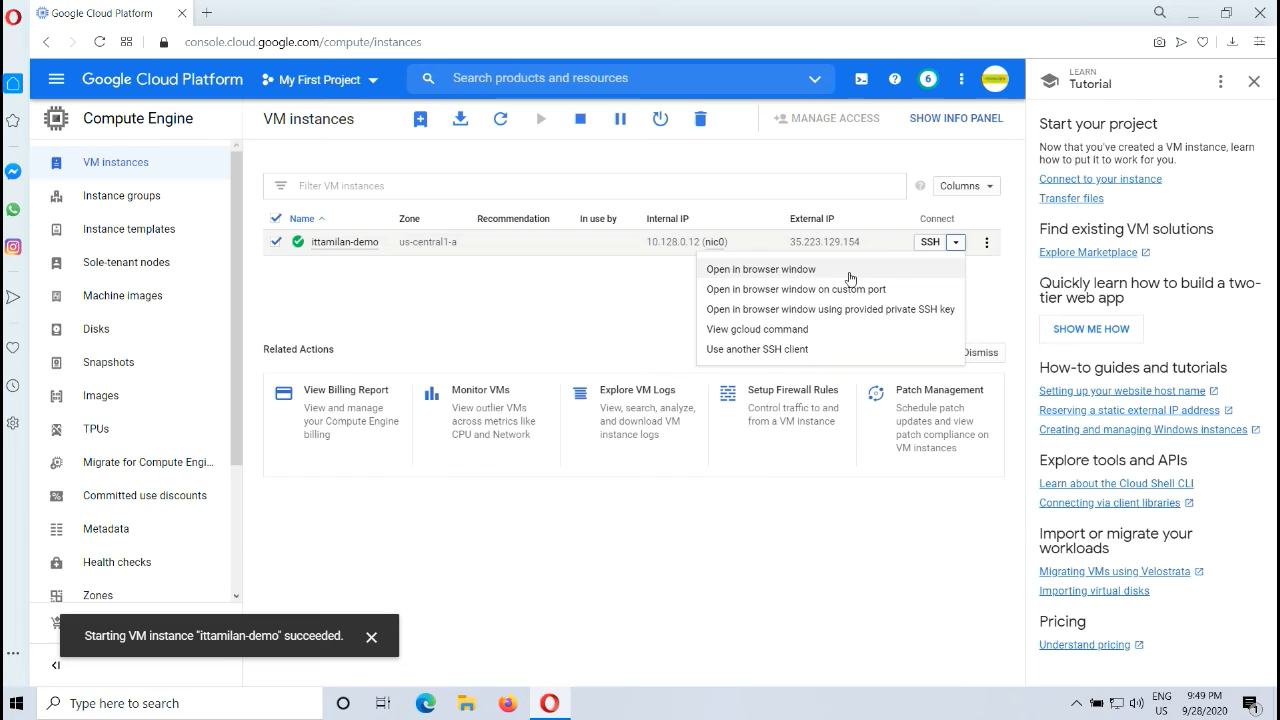 Google Cloud Platform
console.cloud.google.com/compute/instances
Google Cloud Platform
My First Project
Search products and resources
6
LEARN
Tutorial
Compute Engine
VM instances
MANAGE ACCESS
SHOW INFO PANEL
VM instances
Instance groups
Instance templates
Sole-tenant nodes
Machine images
Disks
Snapshots
Images
TPUs
Migrate for Compute Engi...
Committed use discounts
Metadata
Health checks
Zones
Filter VM instances
Columns
Name
Zone
Recommendation
In use by
Internal IP
External IP
Connect
ittamilan-demo
us-central1-a
10.128.0.12 (nic0)
35.223.129.154
SSH
Open in browser window
Open in browser window on custom port
Open in browser window using provided private SSH key
View gcloud command
Use another SSH client
Related Actions
Dismiss
View Billing Report
View and manage
your Compute Engine
billing
Monitor VMs
View outlier VMs
across metrics like
CPU and Network
Explore VM Logs
View, search, analyze,
and download VM
instance logs
Setup Firewall Rules
Control traffic to and
from a VM instance
Patch Management
Schedule patch
updates and view
patch compliance on
VM instances
Start your project
Now that you've created a VM instance, learn
how to put it to work for you.
Connect to your instance
Transfer files
Find existing VM solutions
Explore Marketplace
Quickly learn how to build a two-
tier web app
SHOW ME HOW
How-to guides and tutorials
Setting up your website host name
Reserving a static external IP address
Creating and managing Windows instances
Explore tools and APIs
Learn about the Cloud Shell CLI
Connecting via client libraries
Import or migrate your
workloads
Migrating VMs using Velostrata
Importing virtual disks
Pricing
Understand pricing
Starting VM instance "ittamilan-demo" succeeded.
Type here to search
ENG
US
9:49 PM
9/28/2020
1